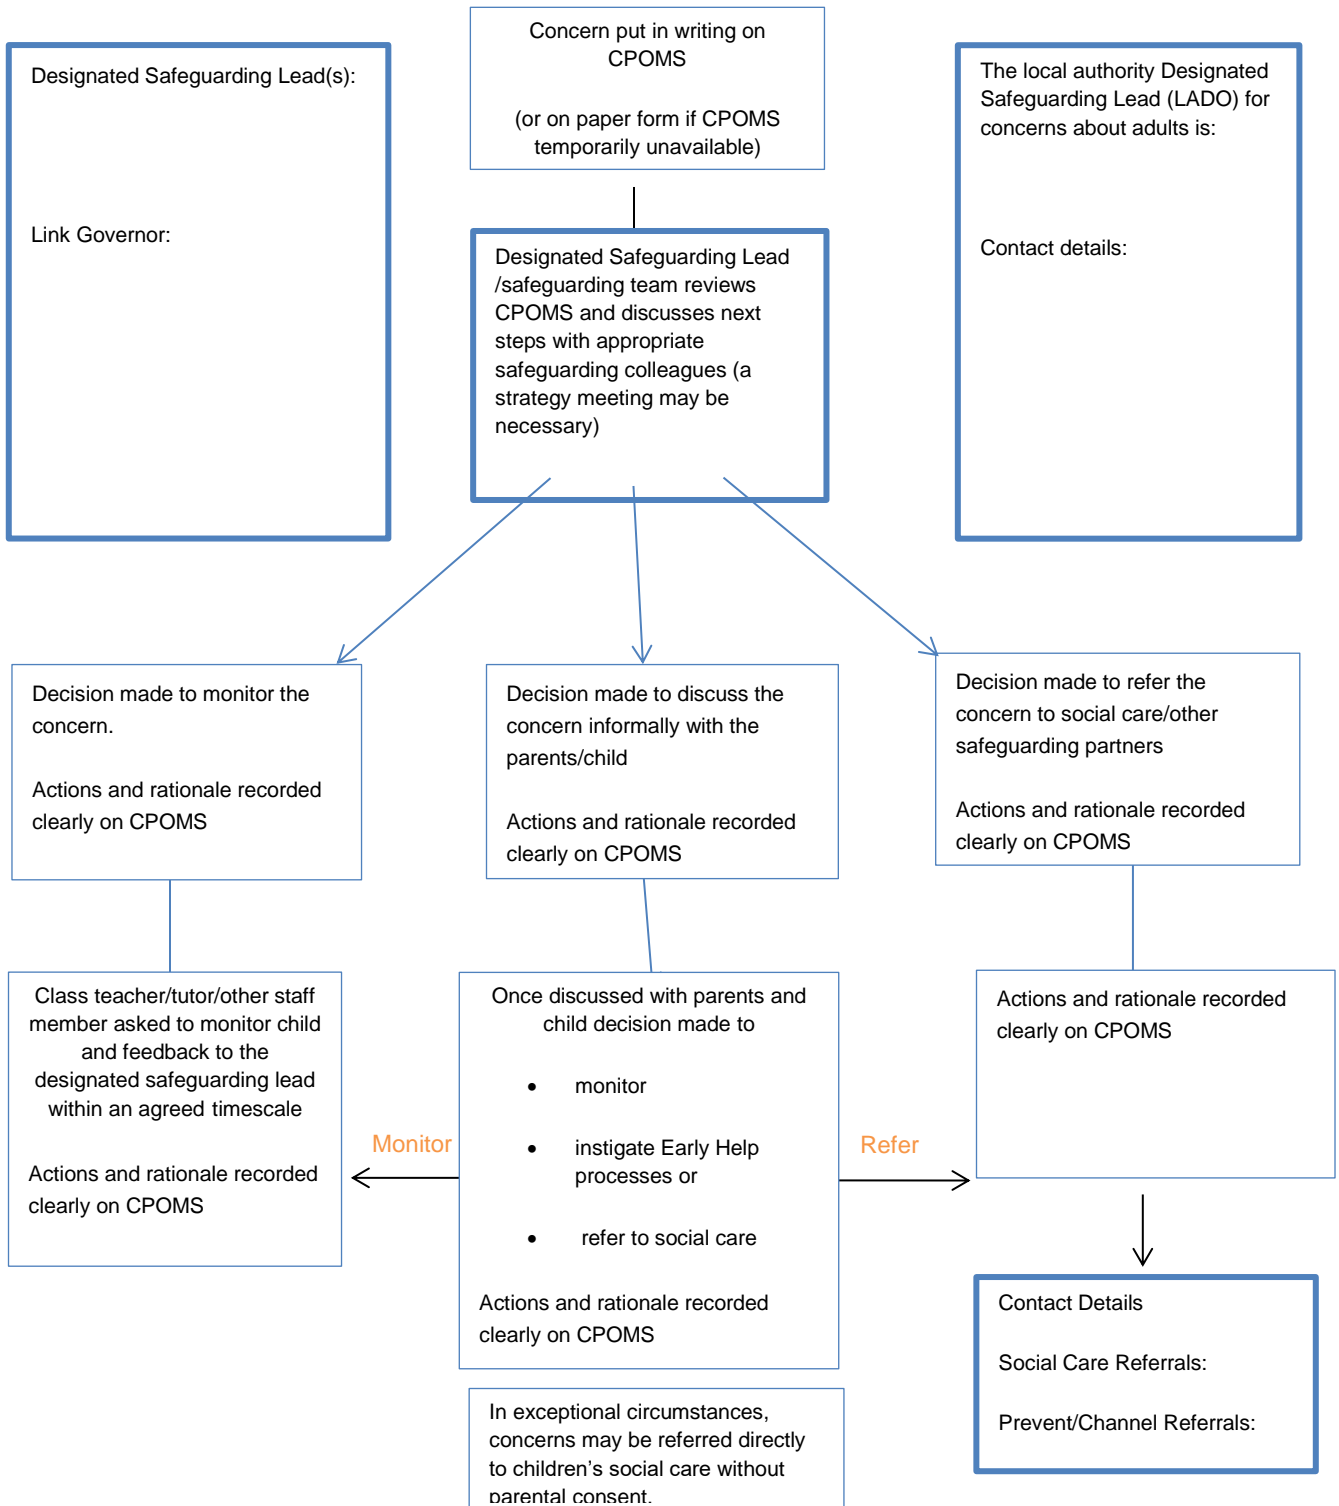 Concern put in writing on
CPOMS
(or on paper form if CPOMS
temporarily unavailable)
Designated Safeguarding Lead(s):
Link Governor:
The local authority Designated
Safeguarding Lead (LADO) for
concerns about adults is:
Contact details:
Designated Safeguarding Lead
/safeguarding team reviews
CPOMS and discusses next
steps with appropriate
safeguarding colleagues (a
strategy meeting may be
necessary)
Decision made to monitor the
concern.
Actions and rationale recorded
clearly on CPOMS
Decision made to discuss the
concern informally with the
parents/child
Actions and rationale recorded
clearly on CPOMS
Decision made to refer the
concern to social care/other
safeguarding partners
Actions and rationale recorded
clearly on CPOMS
Class teacher/tutor/other staff
member asked to monitor child
and feedback to the
designated safeguarding lead
within an agreed timescale
Actions and rationale recorded
clearly on CPOMS
Monitor
Once discussed with parents and
child decision made to
• monitor
• instigate Early Help
processes or
• refer to social care
Actions and rationale recorded
clearly on CPOMS
Refer
Actions and rationale recorded
clearly on CPOMS
Contact Details
Social Care Referrals:
Prevent/Channel Referrals:
In exceptional circumstances,
concerns may be referred directly
to children’s social care without
parental consent.